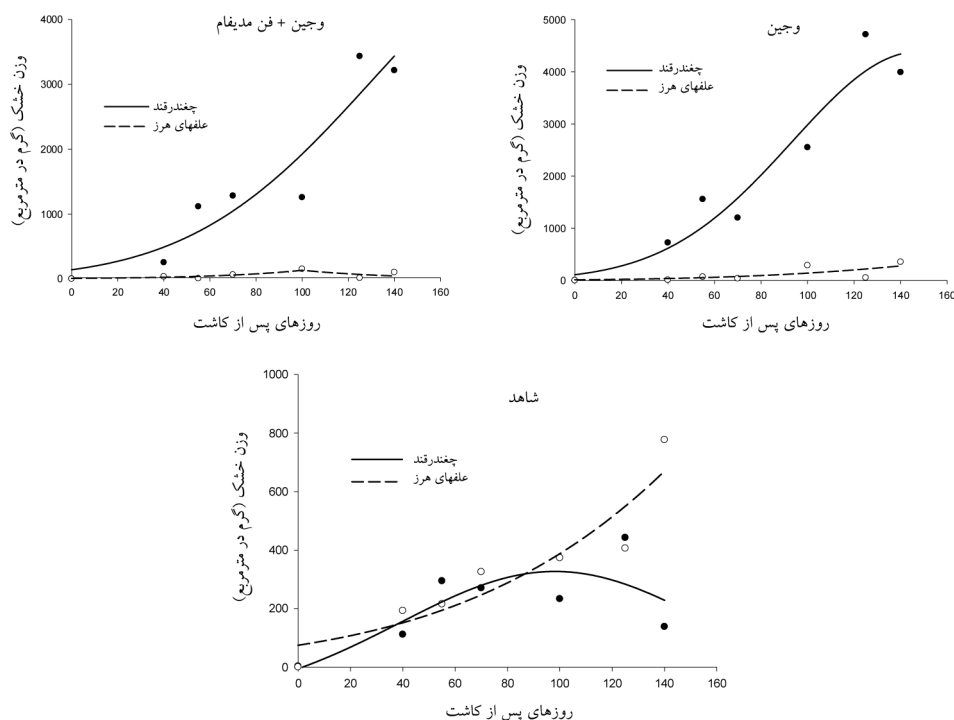 وجین + فن مدیفام
4000
3000
2000
1000
0
وزن خشک (گرم در مترمربع)
چغندرقند
علفهای هرز
0 20 40 60 80 100 120 140 160
روزهای پس از کاشت
وجین
5000
4000
3000
2000
1000
0
وزن خشک (گرم در مترمربع)
چغندرقند
علفهای هرز
0 20 40 60 80 100 120 140 160
روزهای پس از کاشت
شاهد
1000
800
600
400
200
0
وزن خشک (گرم در مترمربع)
چغندرقند
علفهای هرز
0 20 40 60 80 100 120 140 160
روزهای پس از کاشت